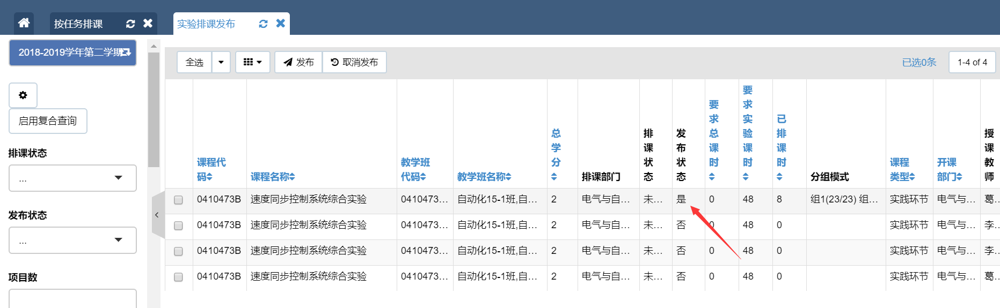 按任务排课
实验排课发布
2018-2019学年第二学期
全选
发布
取消发布
已选0条
1-4 of 4
启用复合查询
排课状态
...
发布状态
...
项目数
课程代码
课程名称
教学班代码
教学班名称
总学分
排课部门
排课状态
发布状态
要求总课时
要求实验课时
已排课时
分组模式
课程类型
开课部门
授课教师
0410473B 速度同步控制系统综合实验 0410473... 自动化15-1班,自... 2 电气与自... 未... 是 0 48 8 组1(23/23) 组... 实践环节 电气与... 葛...
0410473B 速度同步控制系统综合实验 0410473... 自动化15-1班,自... 2 电气与自... 未... 否 0 48 0 实践环节 电气与... 李...
0410473B 速度同步控制系统综合实验 0410473... 自动化15-1班,自... 2 电气与自... 未... 否 0 48 0 实践环节 电气与... 李...
0410473B 速度同步控制系统综合实验 0410473... 自动化15-1班,自... 2 电气与自... 未... 否 0 48 0 实践环节 电气与... 葛...